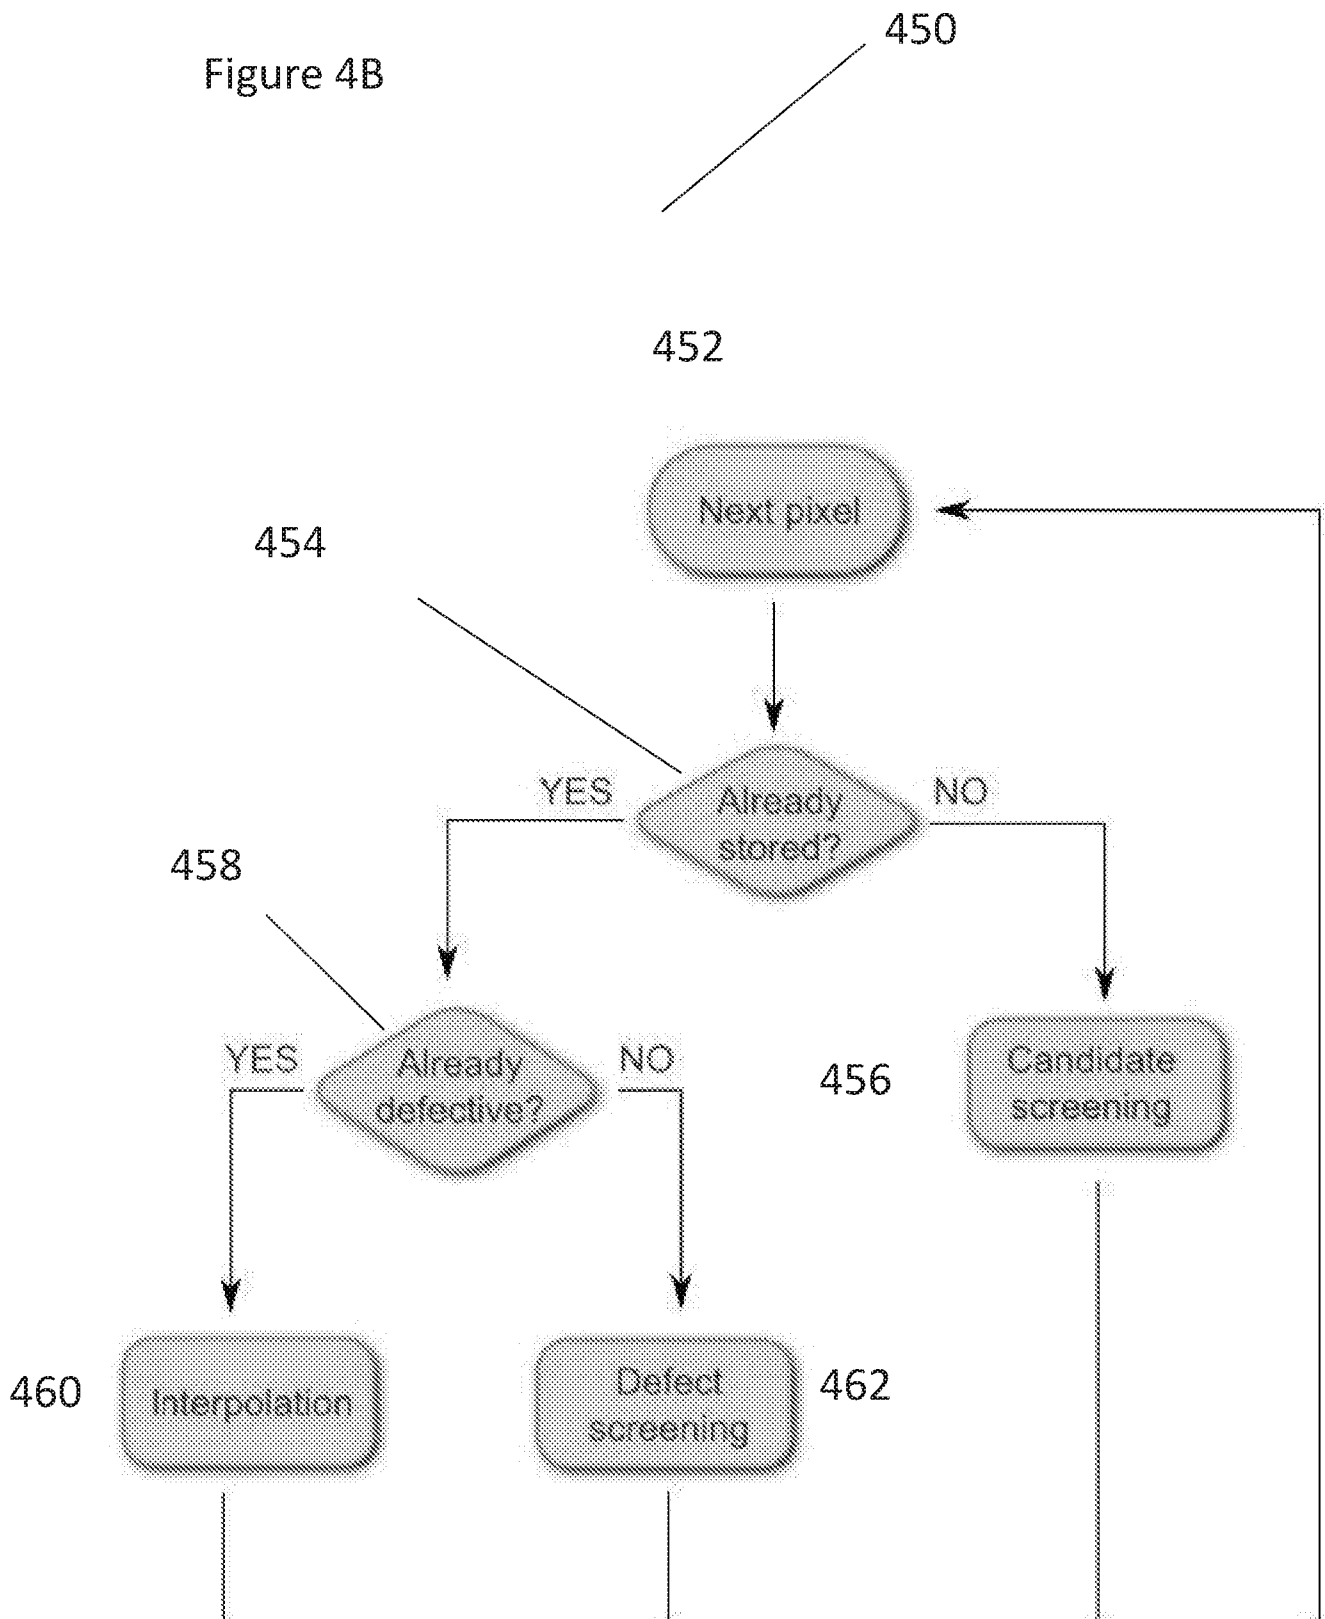 450
Figure 4B
452
Next pixel
454
YES
NO
Already
stored?
458
YES
NO
Already
defective?
456
Candidate
screening
460
Interpolation
Defect
screening
462